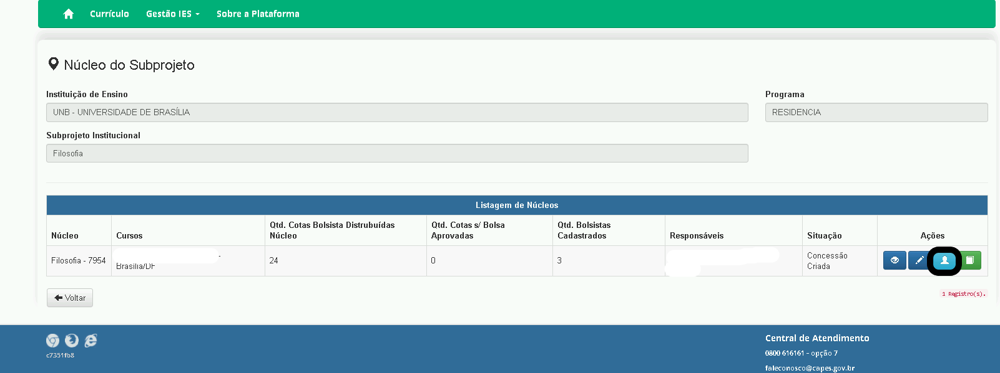 Currículo Gestão IES Sobre a Plataforma
Núcleo do Subprojeto
Instituição de Ensino Programa
UNB - UNIVERSIDADE DE BRASÍLIA RESIDENCIA
Subprojeto Institucional
Filosofia
Listagem de Núcleos
Núcleo Cursos Qtd. Cotas Bolsista Distrubuídas Núcleo Qtd. Cotas s/ Bolsa Aprovadas Qtd. Bolsistas Cadastrados Responsáveis Situação Ações
Filosofia - 7954 - Brasília/DF 24 0 3 Concessão Criada
Voltar 1 Registro(s).
Central de Atendimento
c7351fb8 0800 616161 - opção 7
faleconosco@capes.gov.br